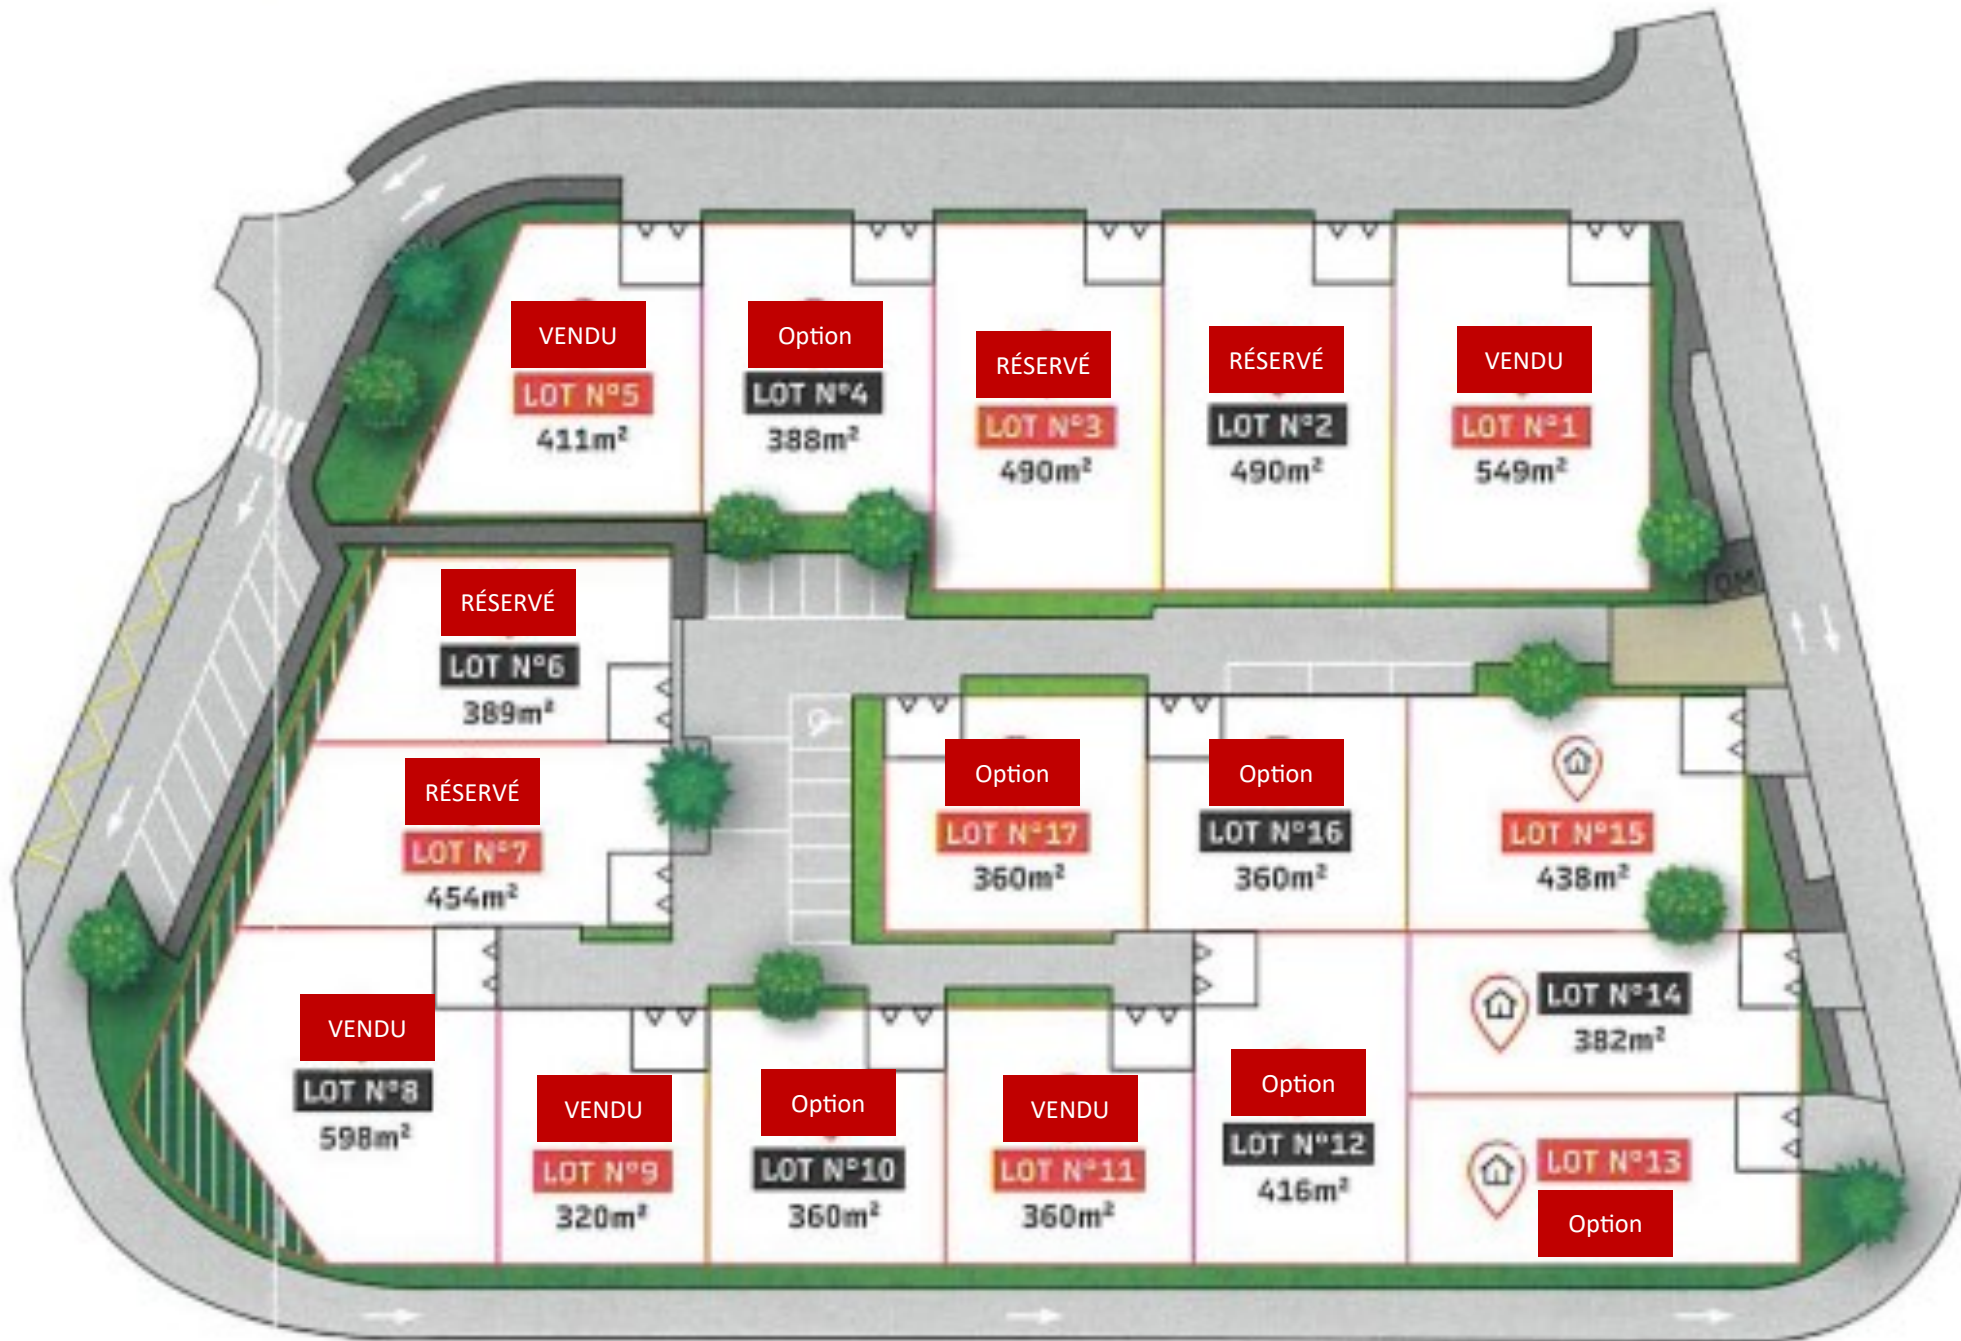 VENDU
LOT N°5
411m²
Option
LOT N°4
388m²
RÉSERVÉ
LOT N°3
490m²
RÉSERVÉ
LOT N°2
490m²
VENDU
LOT N°1
549m²
OM
RÉSERVÉ
LOT N°6
389m²
RÉSERVÉ
LOT N°7
454m²
Option
LOT N°17
360m²
Option
LOT N°16
360m²
LOT N°15
438m²
VENDU
LOT N°8
598m²
VENDU
LOT N°9
320m²
Option
LOT N°10
360m²
VENDU
LOT N°11
360m²
Option
LOT N°12
416m²
LOT N°14
382m²
LOT N°13
Option